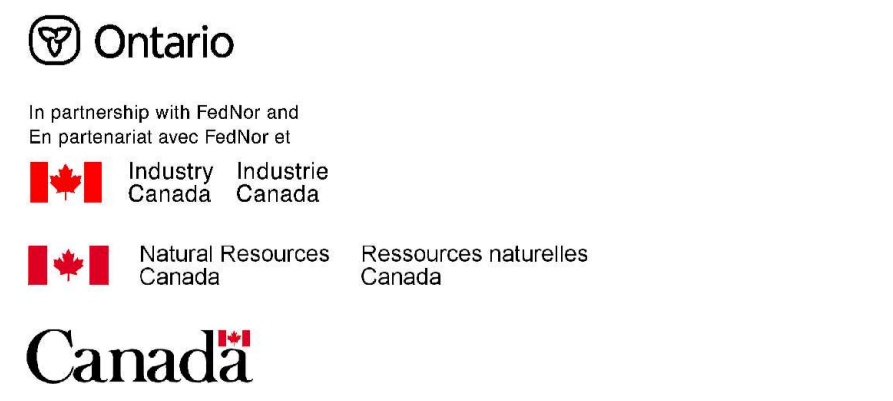 Ontario
In partnership with FedNor and
En partenariat avec FedNor et
Industry Industrie
Canada Canada
Natural Resources Ressources naturelles
Canada Canada
Canada